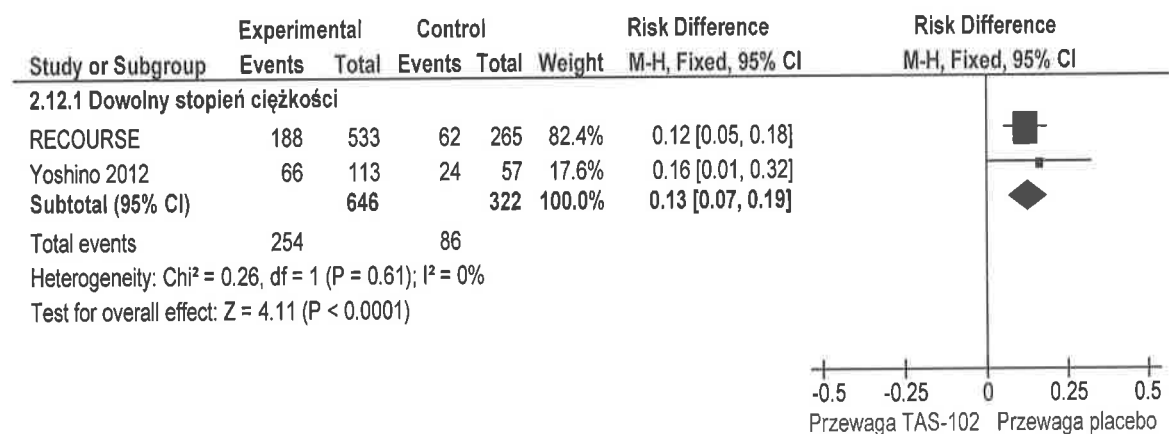 Experimental Control Risk Difference Risk Difference
Study or Subgroup Events Total Events Total Weight M-H, Fixed, 95% CI M-H, Fixed, 95% CI
2.12.1 Dowolny stopień ciężkości
RECOURSE 188 533 62 265 82.4% 0.12 [0.05, 0.18]
Yoshino 2012 66 113 24 57 17.6% 0.16 [0.01, 0.32]
Subtotal (95% CI) 646 322 100.0% 0.13 [0.07, 0.19]
Total events 254 86
Heterogeneity: Chi² = 0.26, df = 1 (P = 0.61); I² = 0%
Test for overall effect: Z = 4.11 (P < 0.0001)
-0.5 -0.25 0 0.25 0.5
Przewaga TAS-102 Przewaga placebo